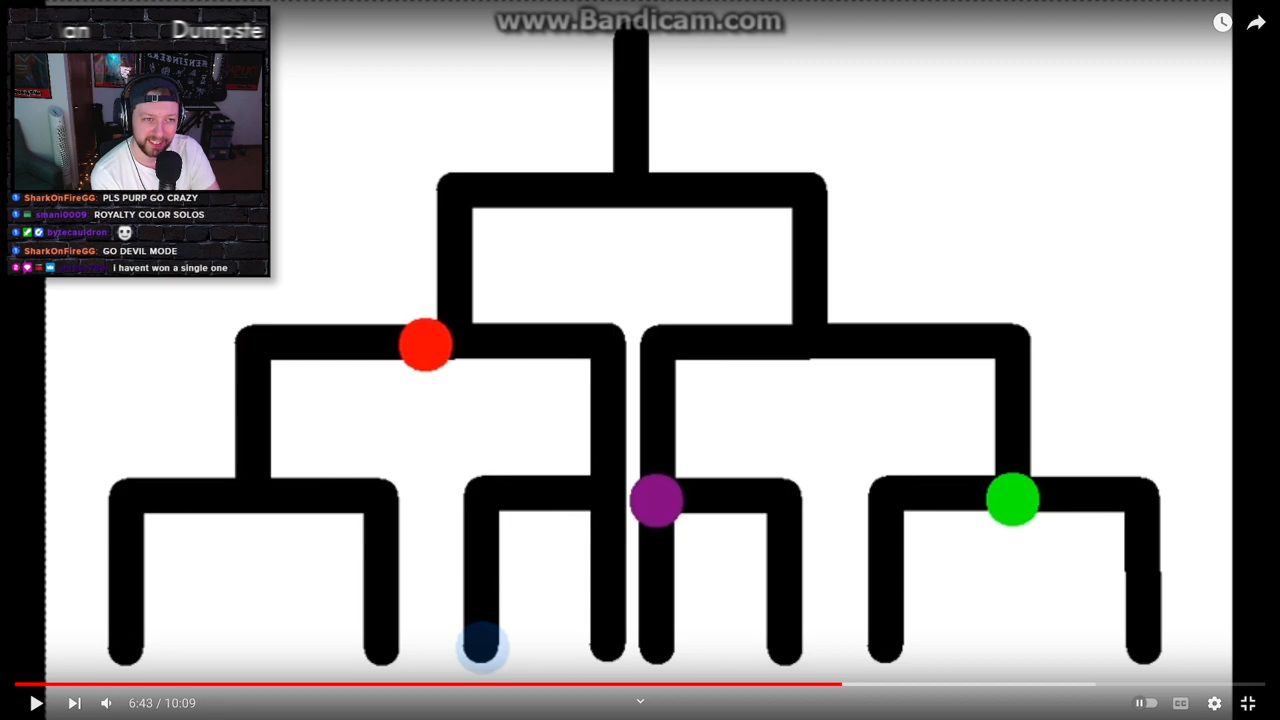 www.Bandicam.com
an Dumpste
SharkOnFireGG: PLS PURP GO CRAZY
smani0009 ROYALTY COLOR SOLOS
bytecauldron:
SharkOnFireGG: GO DEVIL MODE
i havent won a single one
6:43 / 10:09
CC